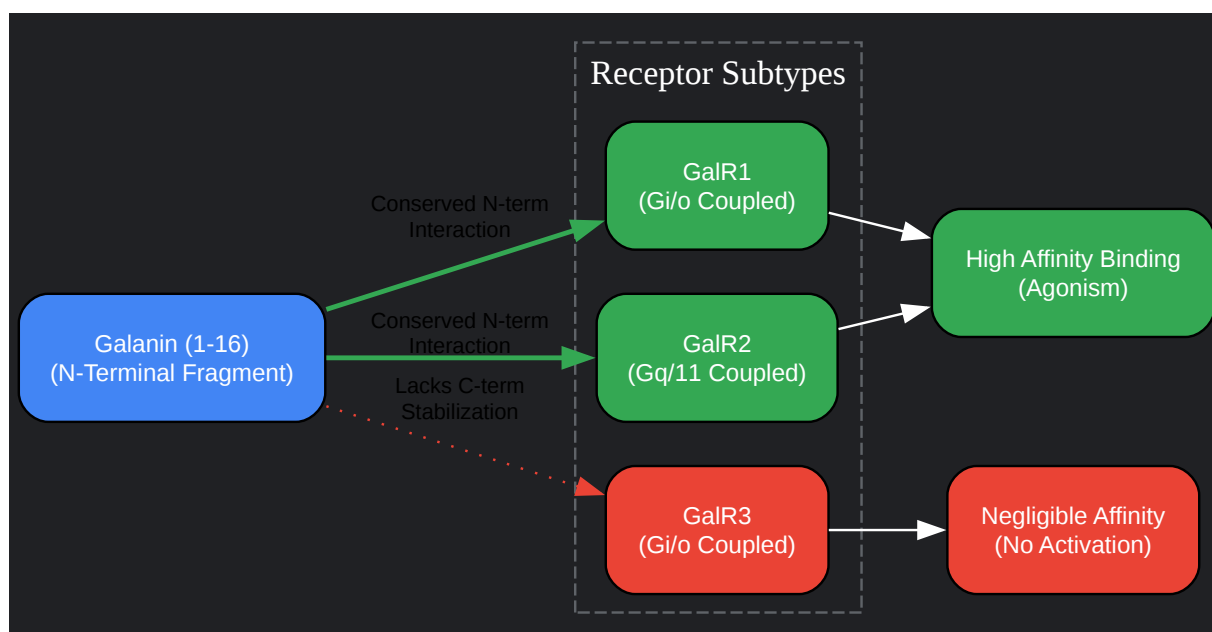 Receptor Subtypes
GalR1
(Gi/o Coupled)
Conserved N-term
Interaction
High Affinity Binding
(Agonism)
Galanin (1-16)
(N-Terminal Fragment)
Conserved N-term
Interaction
GalR2
(Gq/11 Coupled)
Lacks C-term
Stabilization
GalR3
(Gi/o Coupled)
Negligible Affinity
(No Activation)